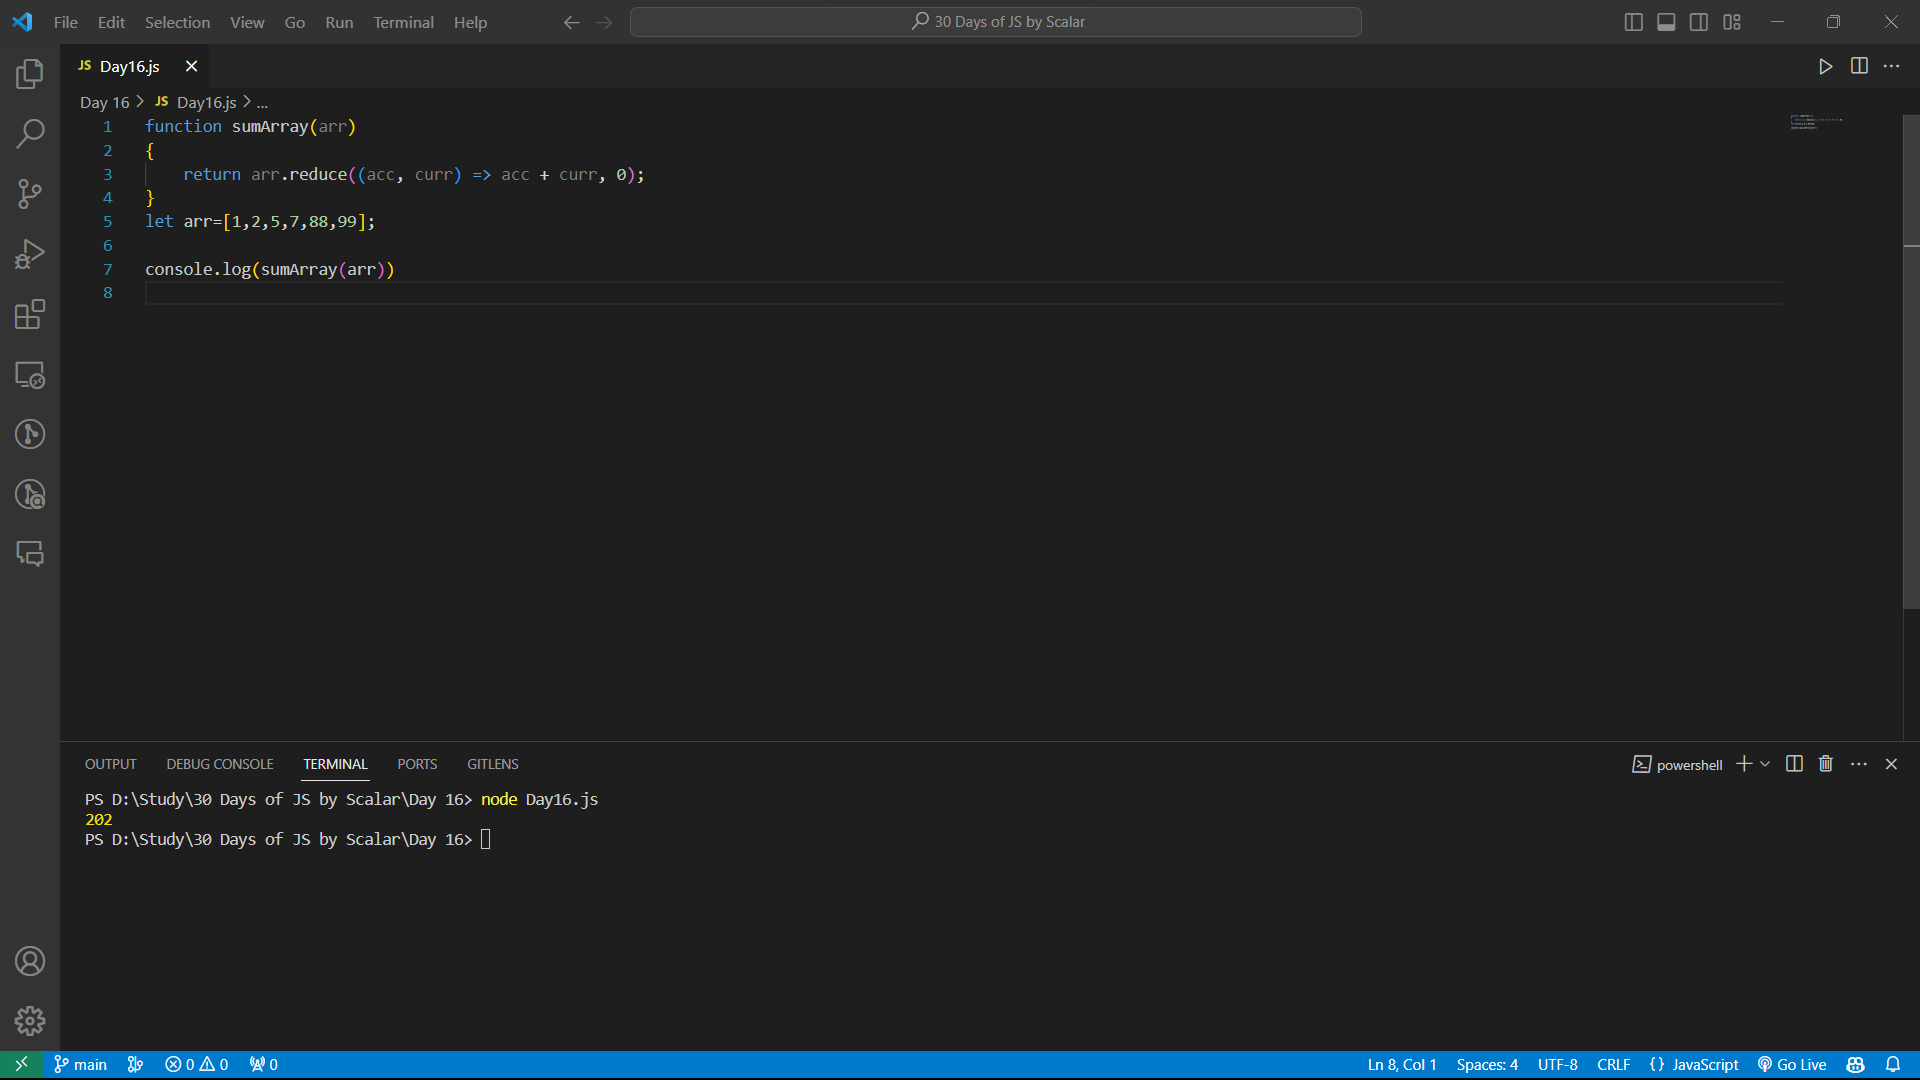 File Edit Selection View Go Run Terminal Help
30 Days of JS by Scalar
JS Day16.js
Day 16 > JS Day16.js > ...
1 function sumArray(arr)
2 {
3     return arr.reduce((acc, curr) => acc + curr, 0);
4 }
5 let arr=[1,2,5,7,88,99];
6
7 console.log(sumArray(arr))
8
OUTPUT DEBUG CONSOLE TERMINAL PORTS GITLENS
powershell
PS D:\Study\30 Days of JS by Scalar\Day 16> node Day16.js
202
PS D:\Study\30 Days of JS by Scalar\Day 16>
main 0 0 0 Ln 8, Col 1 Spaces: 4 UTF-8 CRLF {} JavaScript Go Live